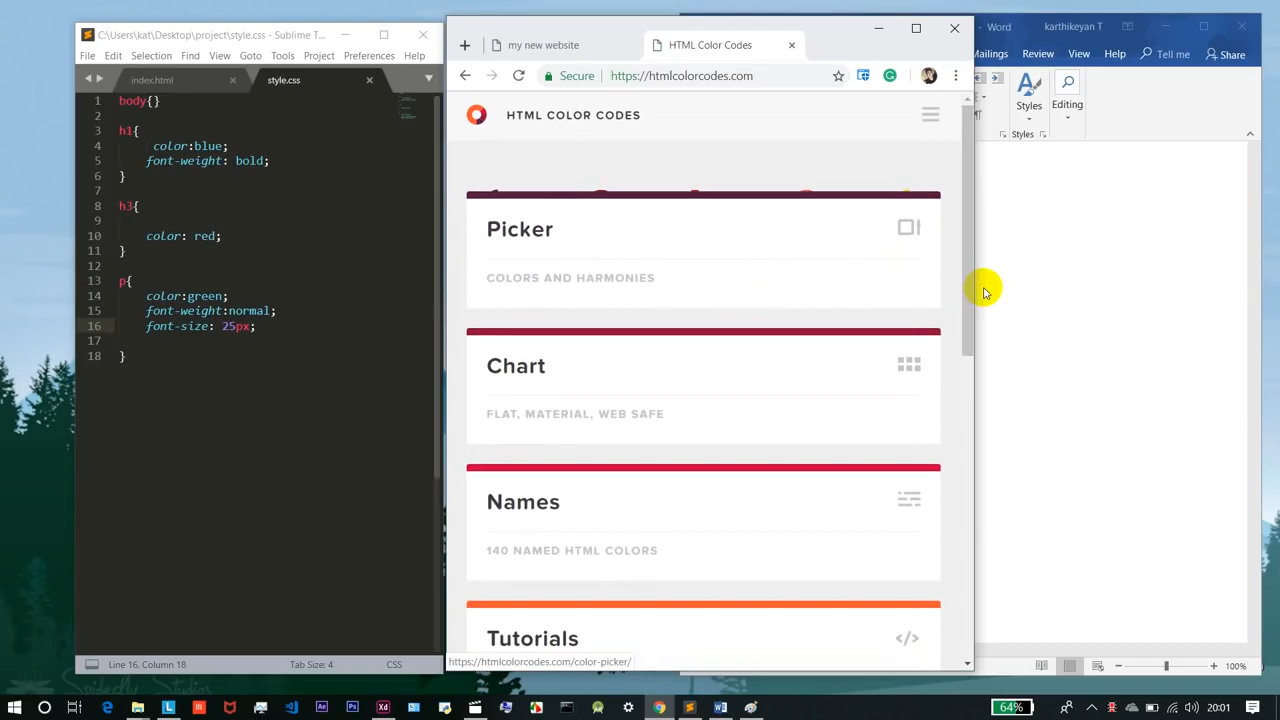 C:\Users\kat\Desktop\project\style.css - Sublime T...
File Edit Selection Find View Goto Tools Project Preferences Help
index.html
style.css
1 body{}
2
3 h1{
4 color:blue;
5 font-weight: bold;
6 }
7
8 h3{
9
10 color: red;
11 }
12
13 p{
14 color:green;
15 font-weight:normal;
16 font-size: 25px;
17
18 }
Line 16, Column 18
Tab Size: 4
CSS
my new website
HTML Color Codes
Secure
https://htmlcolorcodes.com
HTML COLOR CODES
Picker
COLORS AND HARMONIES
Chart
FLAT, MATERIAL, WEB SAFE
Names
140 NAMED HTML COLORS
Tutorials
https://htmlcolorcodes.com/color-picker/
- Word
karthikeyan T
Mailings Review View Help Tell me Share
Styles
Editing
Styles
100%
64%
20:01